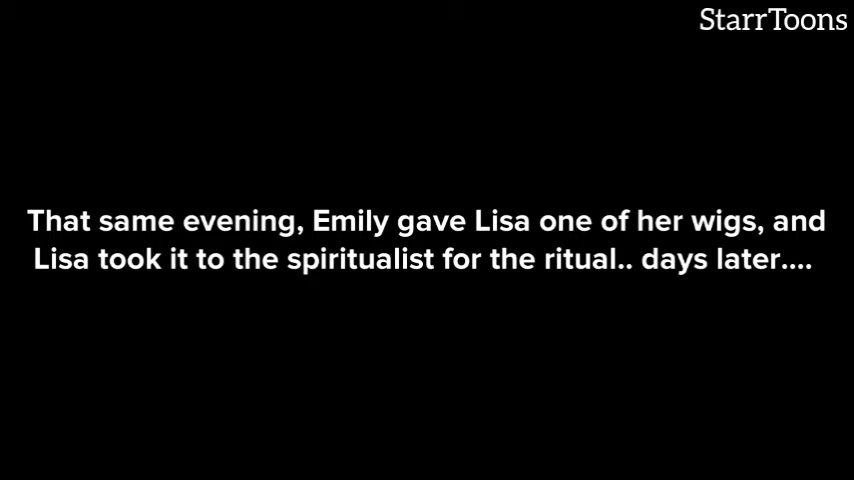 StarrToons
That same evening, Emily gave Lisa one of her wigs, and
Lisa took it to the spiritualist for the ritual.. days later....